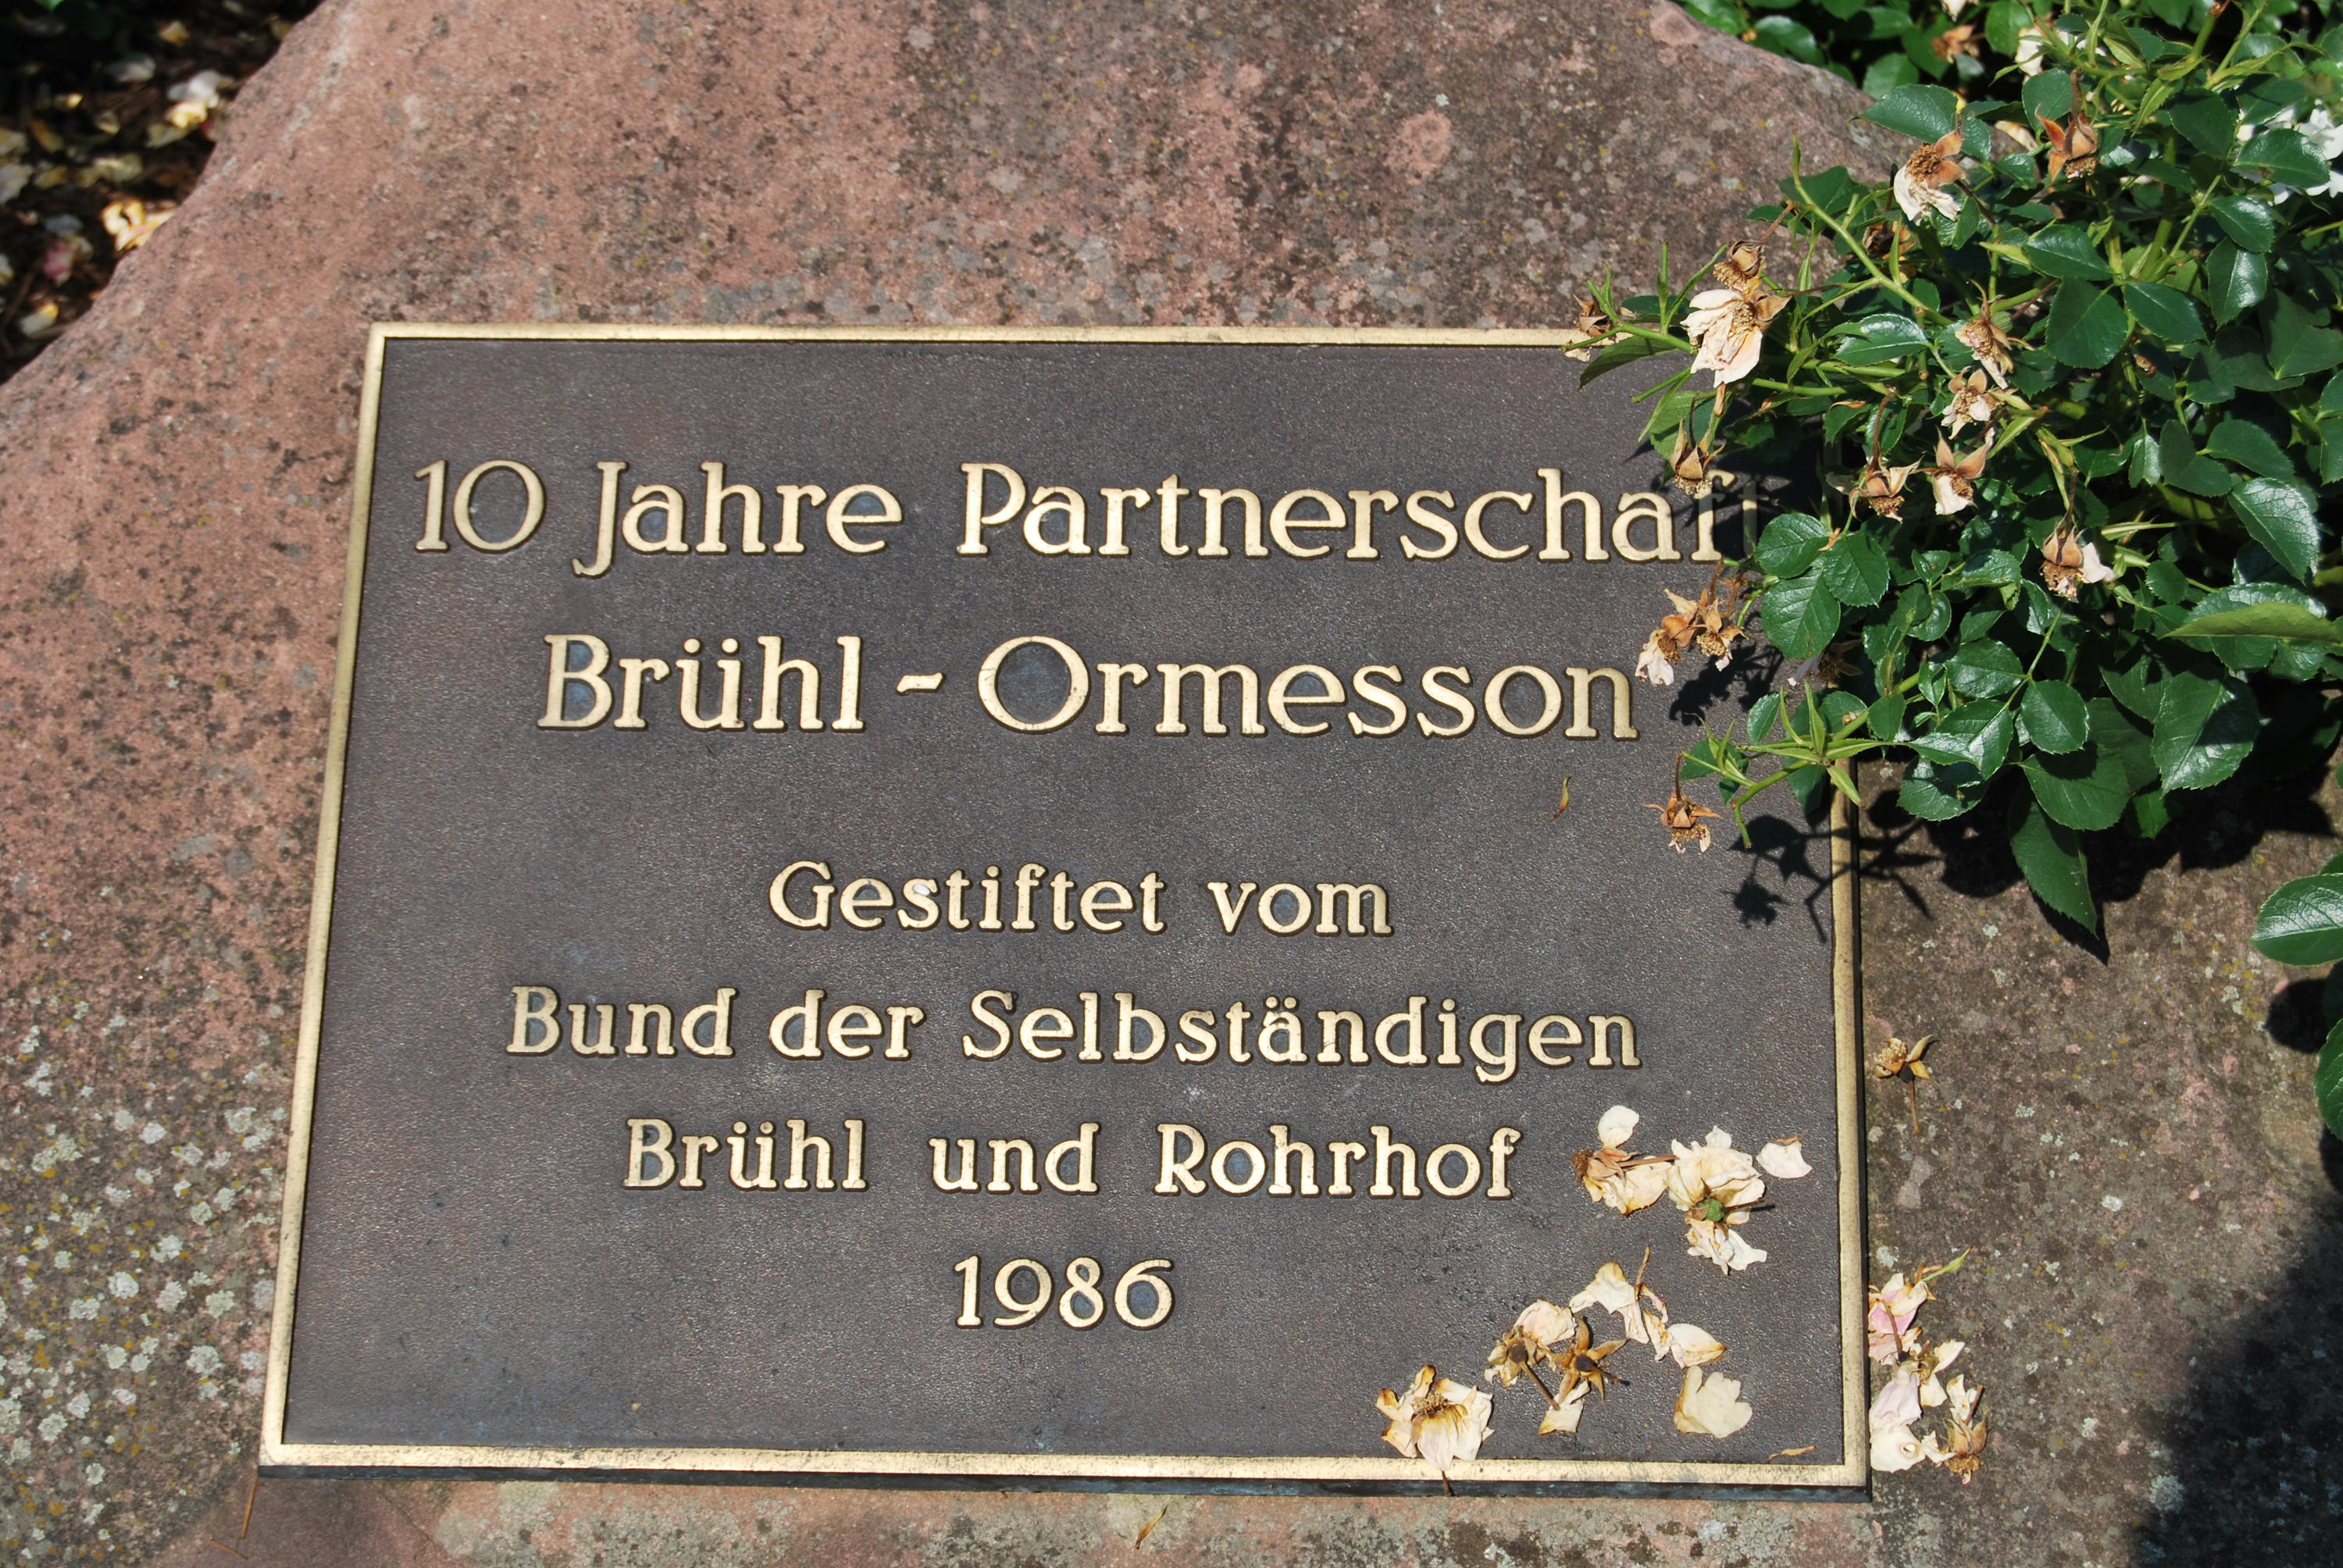 10 Jahre Partnerschaft
Brühl - Ormesson
Gestiftet vom
Bund der Selbständigen
Brühl und Rohrhof
1986